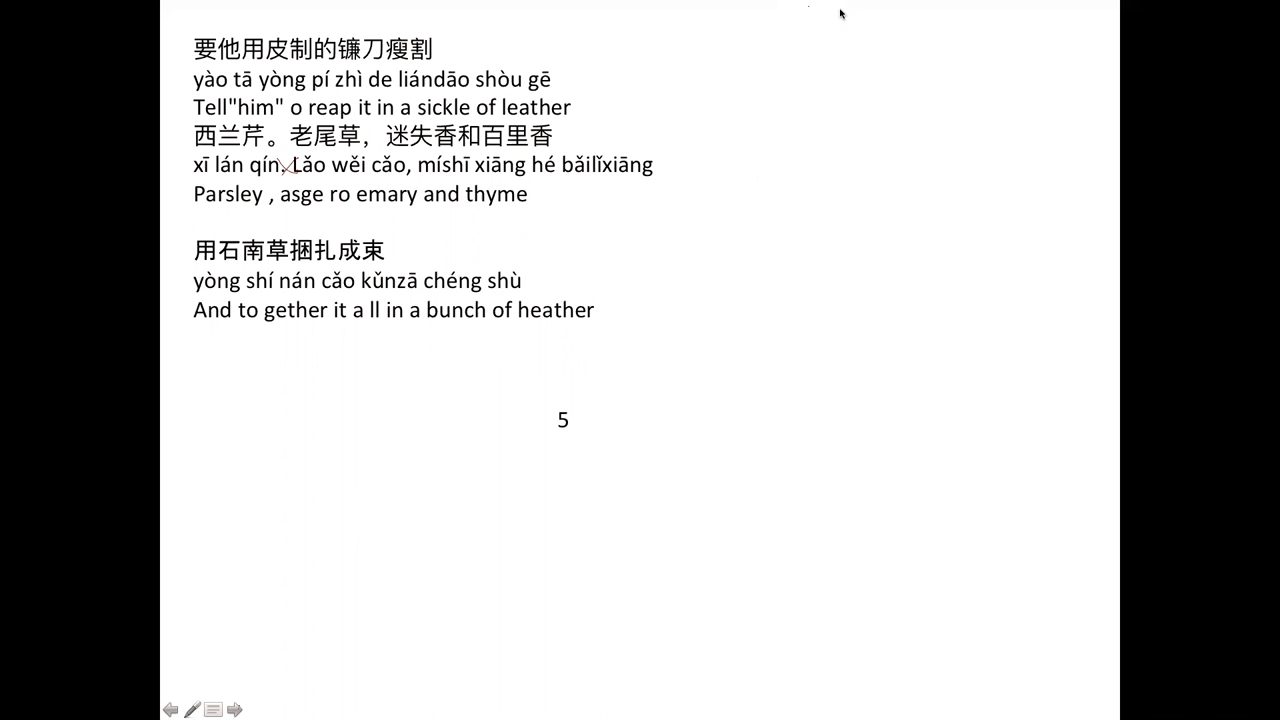 要他用皮制的镰刀瘦割
yào tā yòng pí zhì de liándāo shòu gē
Tell"him" o reap it in a sickle of leather
西兰芹。老尾草，迷失香和百里香
xī lán qín. Lǎo wěi cǎo, míshī xiāng hé bǎilǐxiāng
Parsley , asge ro emary and thyme
用石南草捆扎成束
yòng shí nán cǎo kǔnzā chéng shù
And to gether it a ll in a bunch of heather
5